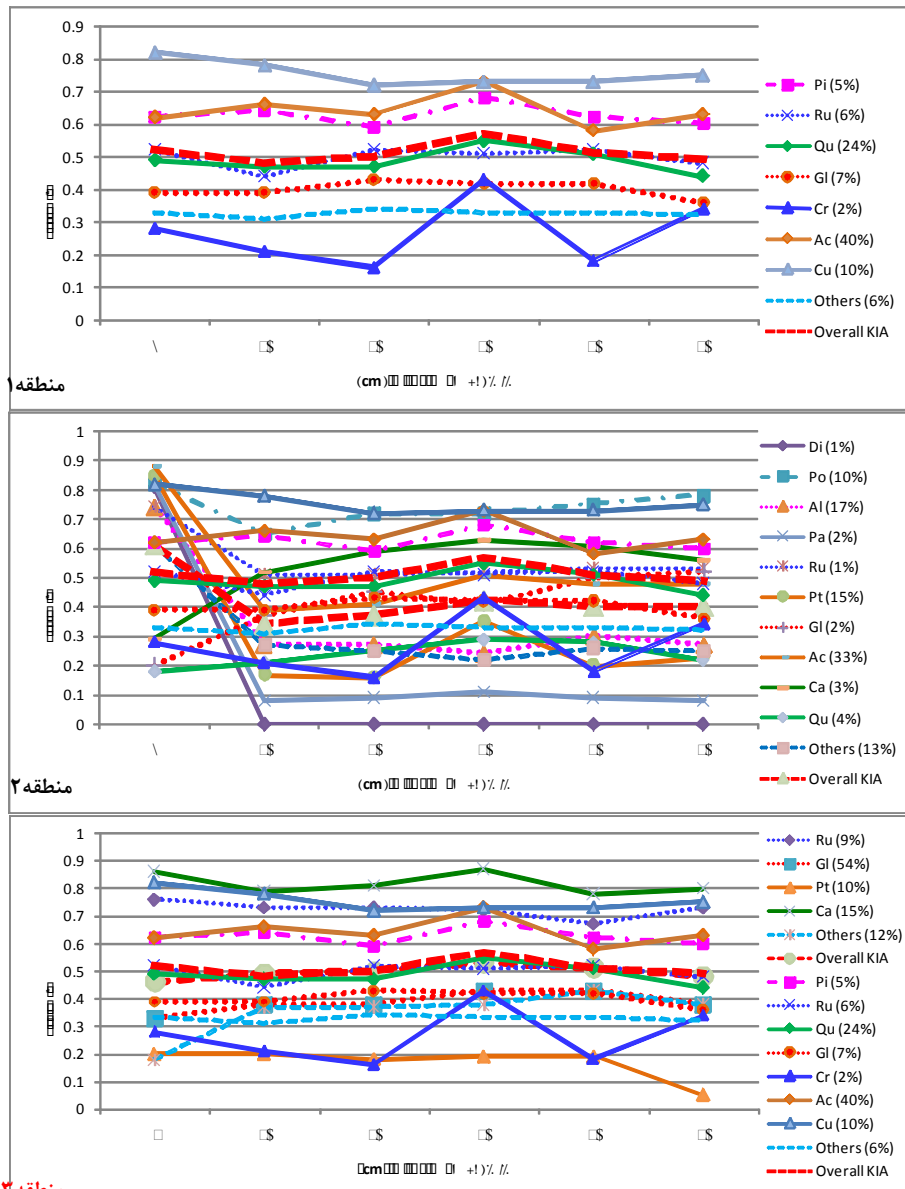 0.9
0.8
0.7
0.6
0.5
0.4
0.3
0.2
0.1
0
Pi (5%)
Ru (6%)
Qu (24%)
Gl (7%)
Cr (2%)
Ac (40%)
Cu (10%)
Others (6%)
Overall KIA
\ $ $ $ $ $
(cm)
منطقه۱
1
0.9
0.8
0.7
0.6
0.5
0.4
0.3
0.2
0.1
0
Di (1%)
Po (10%)
Al (17%)
Pa (2%)
Ru (1%)
Pt (15%)
Gl (2%)
Ac (33%)
Ca (3%)
Qu (4%)
Others (13%)
Overall KIA
\ $ $ $ $ $
(cm)
منطقه۲
1
0.9
0.8
0.7
0.6
0.5
0.4
0.3
0.2
0.1
0
Ru (9%)
Gl (54%)
Pt (10%)
Ca (15%)
Others (12%)
Overall KIA
Pi (5%)
Ru (6%)
Qu (24%)
Gl (7%)
Cr (2%)
Ac (40%)
Cu (10%)
Others (6%)
Overall KIA
$ $ $ $ $
cm